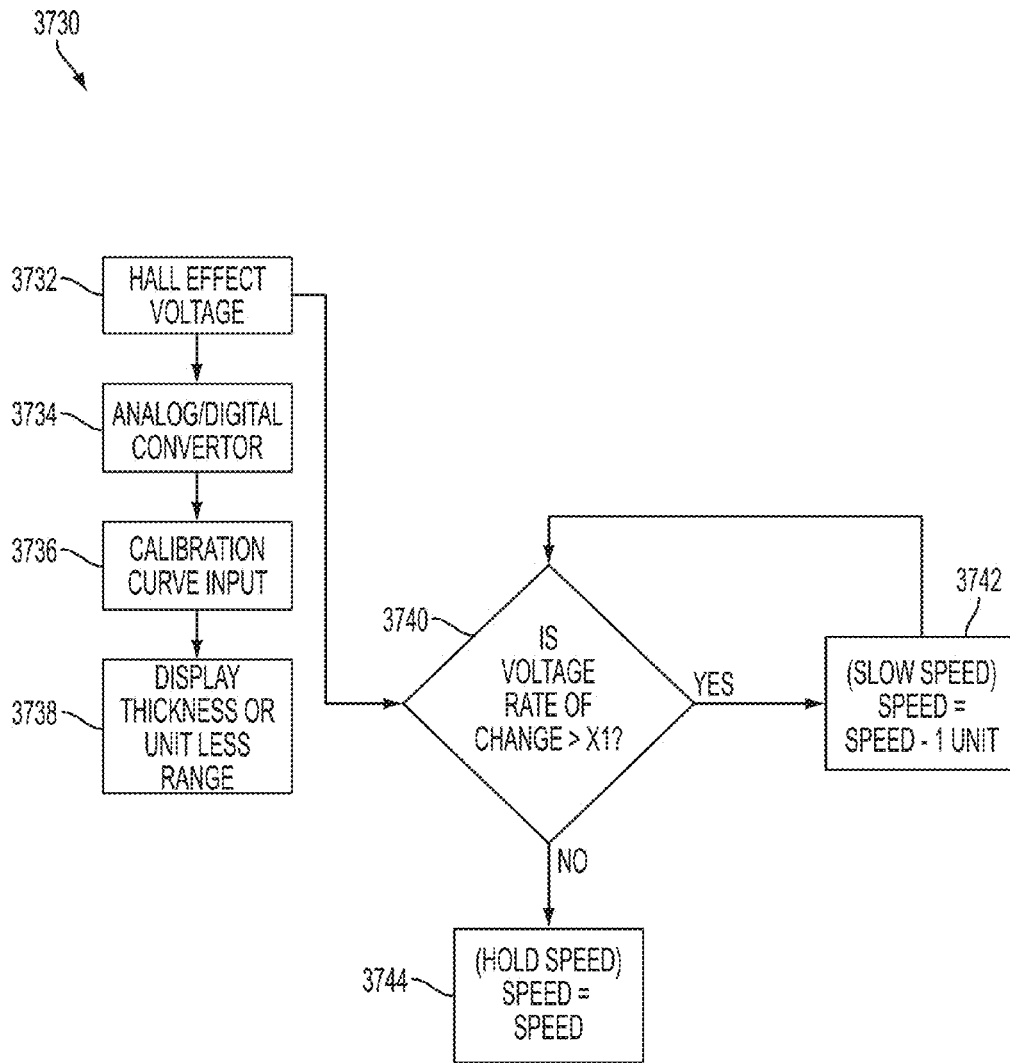 3730
3732
HALL EFFECT
VOLTAGE
3734
ANALOG/DIGITAL
CONVERTOR
3736
CALIBRATION
CURVE INPUT
3738
DISPLAY
THICKNESS OR
UNIT LESS
RANGE
3740
IS
VOLTAGE
RATE OF
CHANGE > X1?
YES
3742
(SLOW SPEED)
SPEED =
SPEED - 1 UNIT
NO
3744
(HOLD SPEED)
SPEED =
SPEED